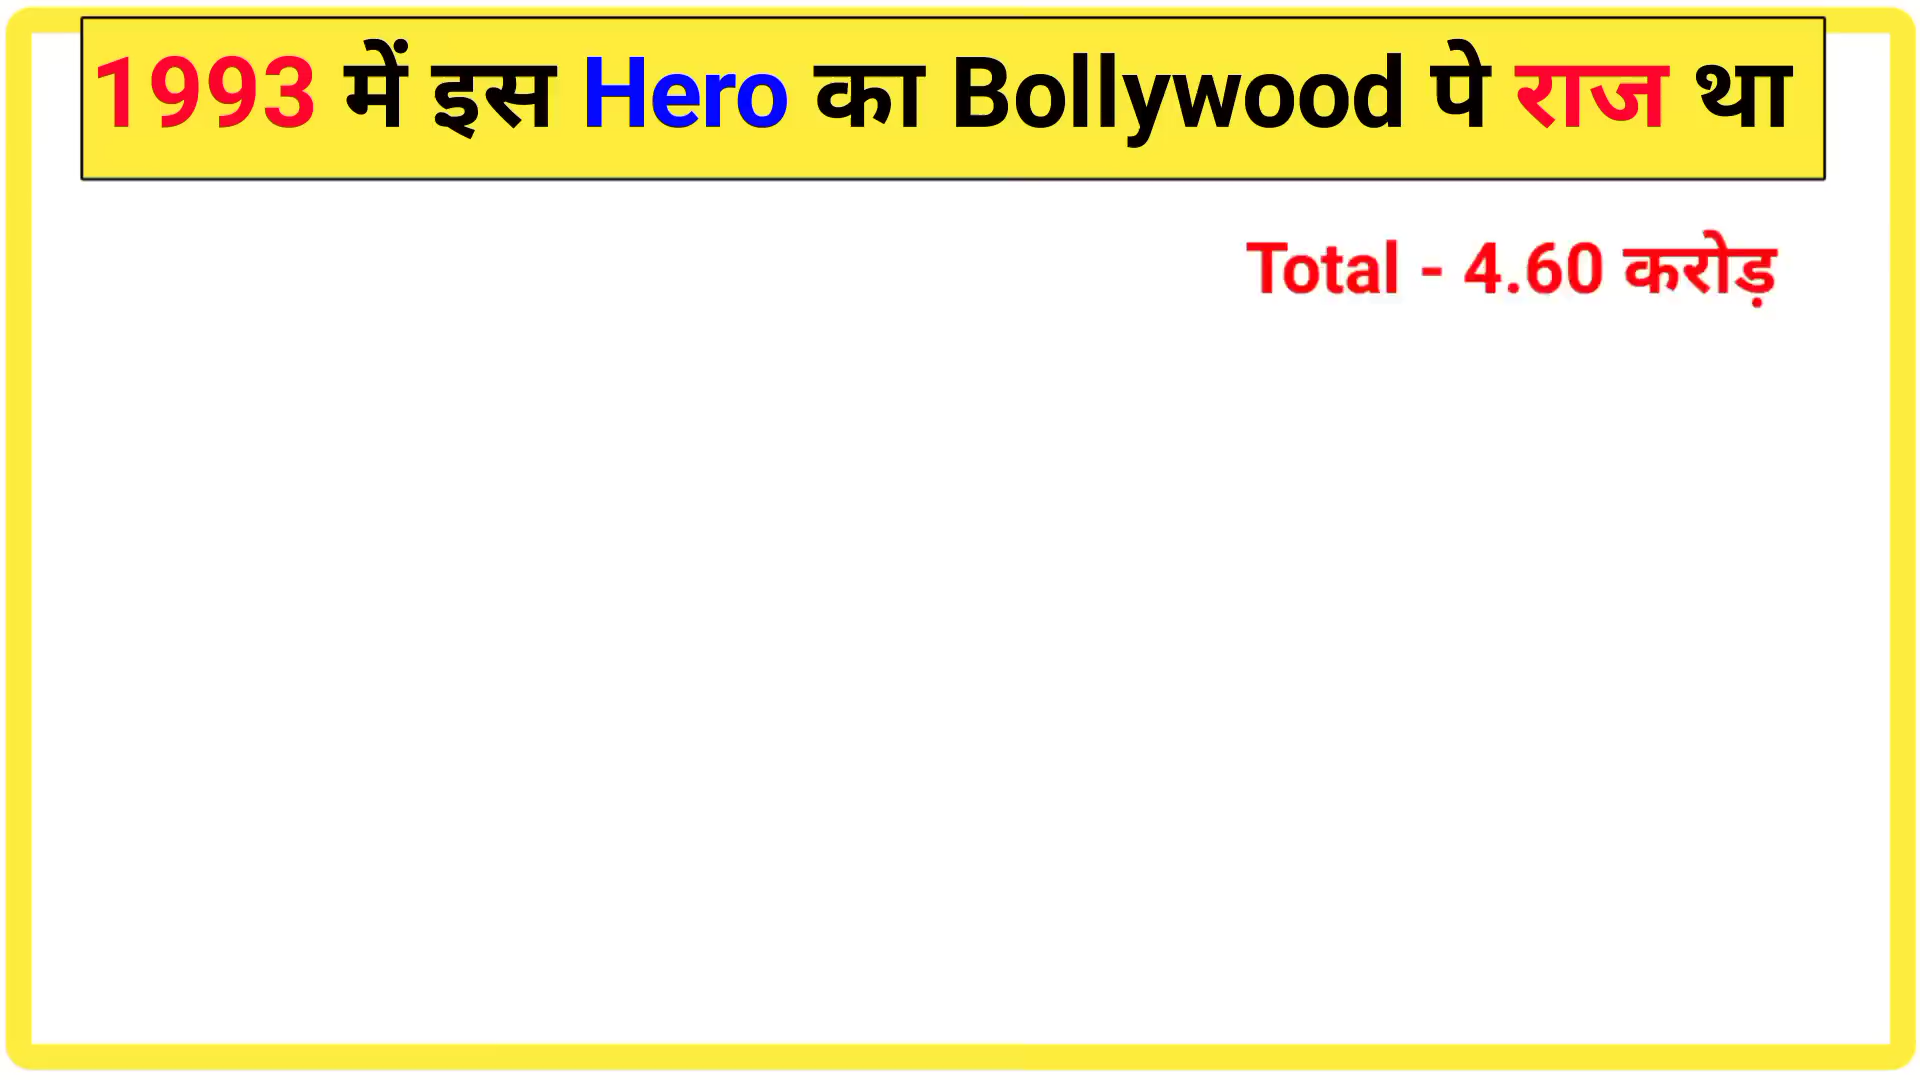 1993 में इस Hero का Bollywood पे राज था
Total - 4.60 करोड़